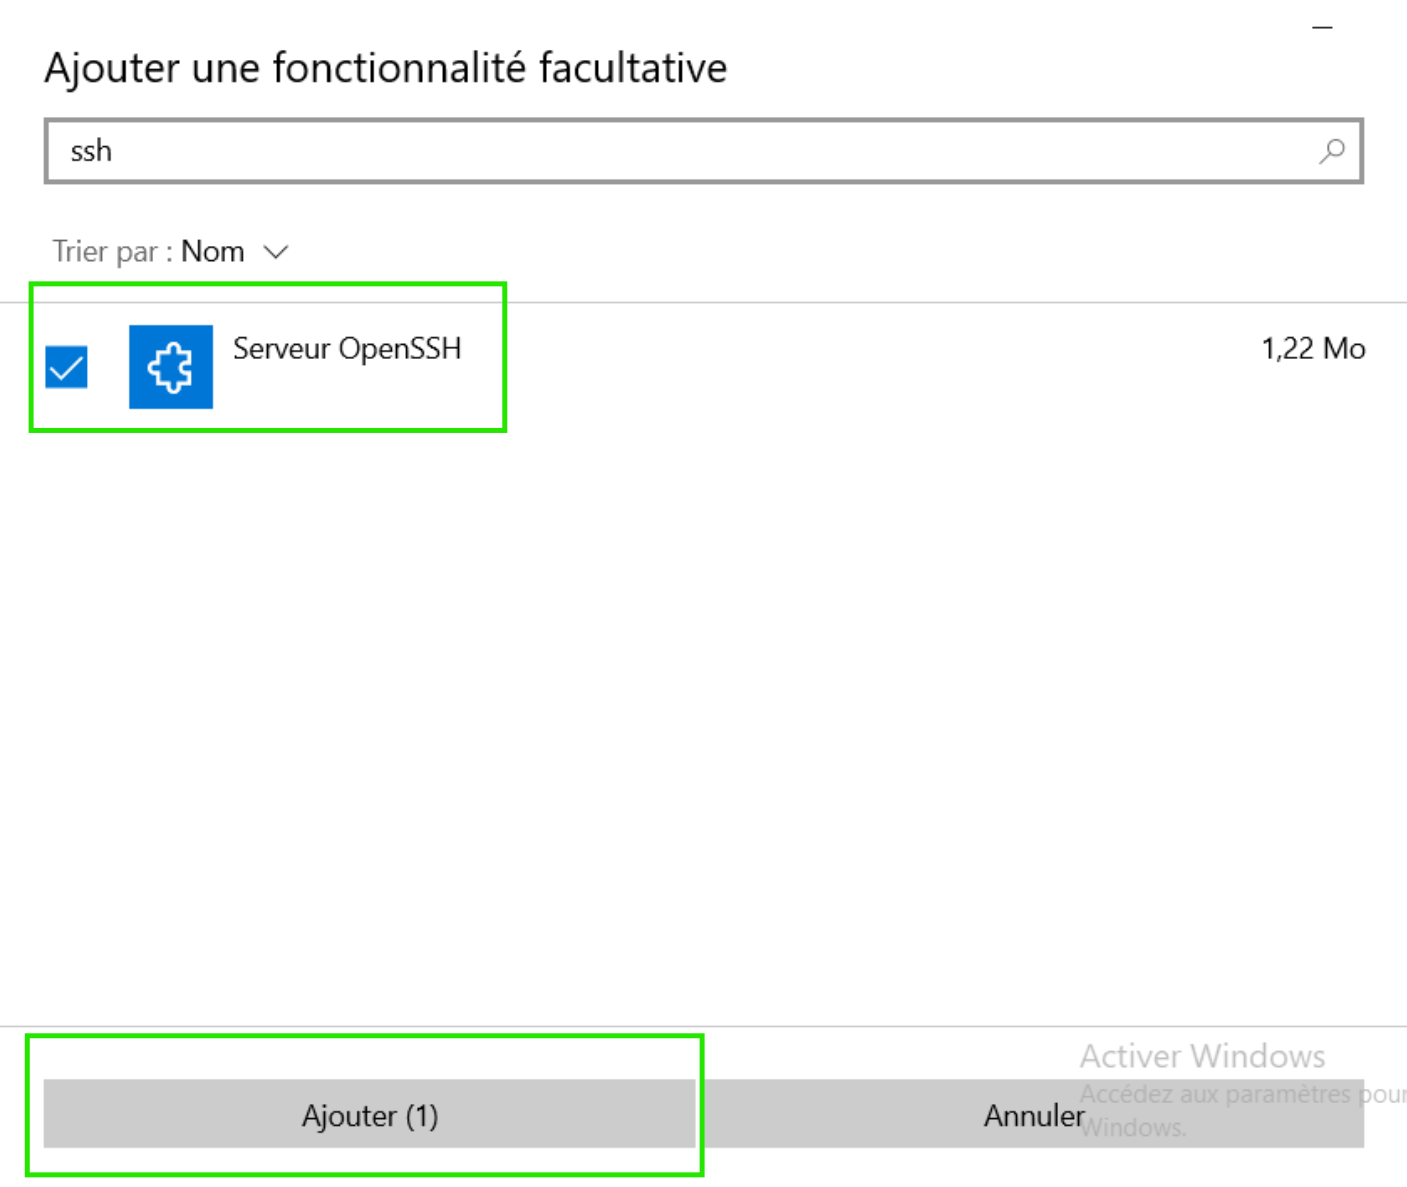 Ajouter une fonctionnalité facultative
ssh
Trier par : Nom
Serveur OpenSSH
1,22 Mo
Activer Windows
Accédez aux paramètres pour
Windows.
Ajouter (1)
Annuler